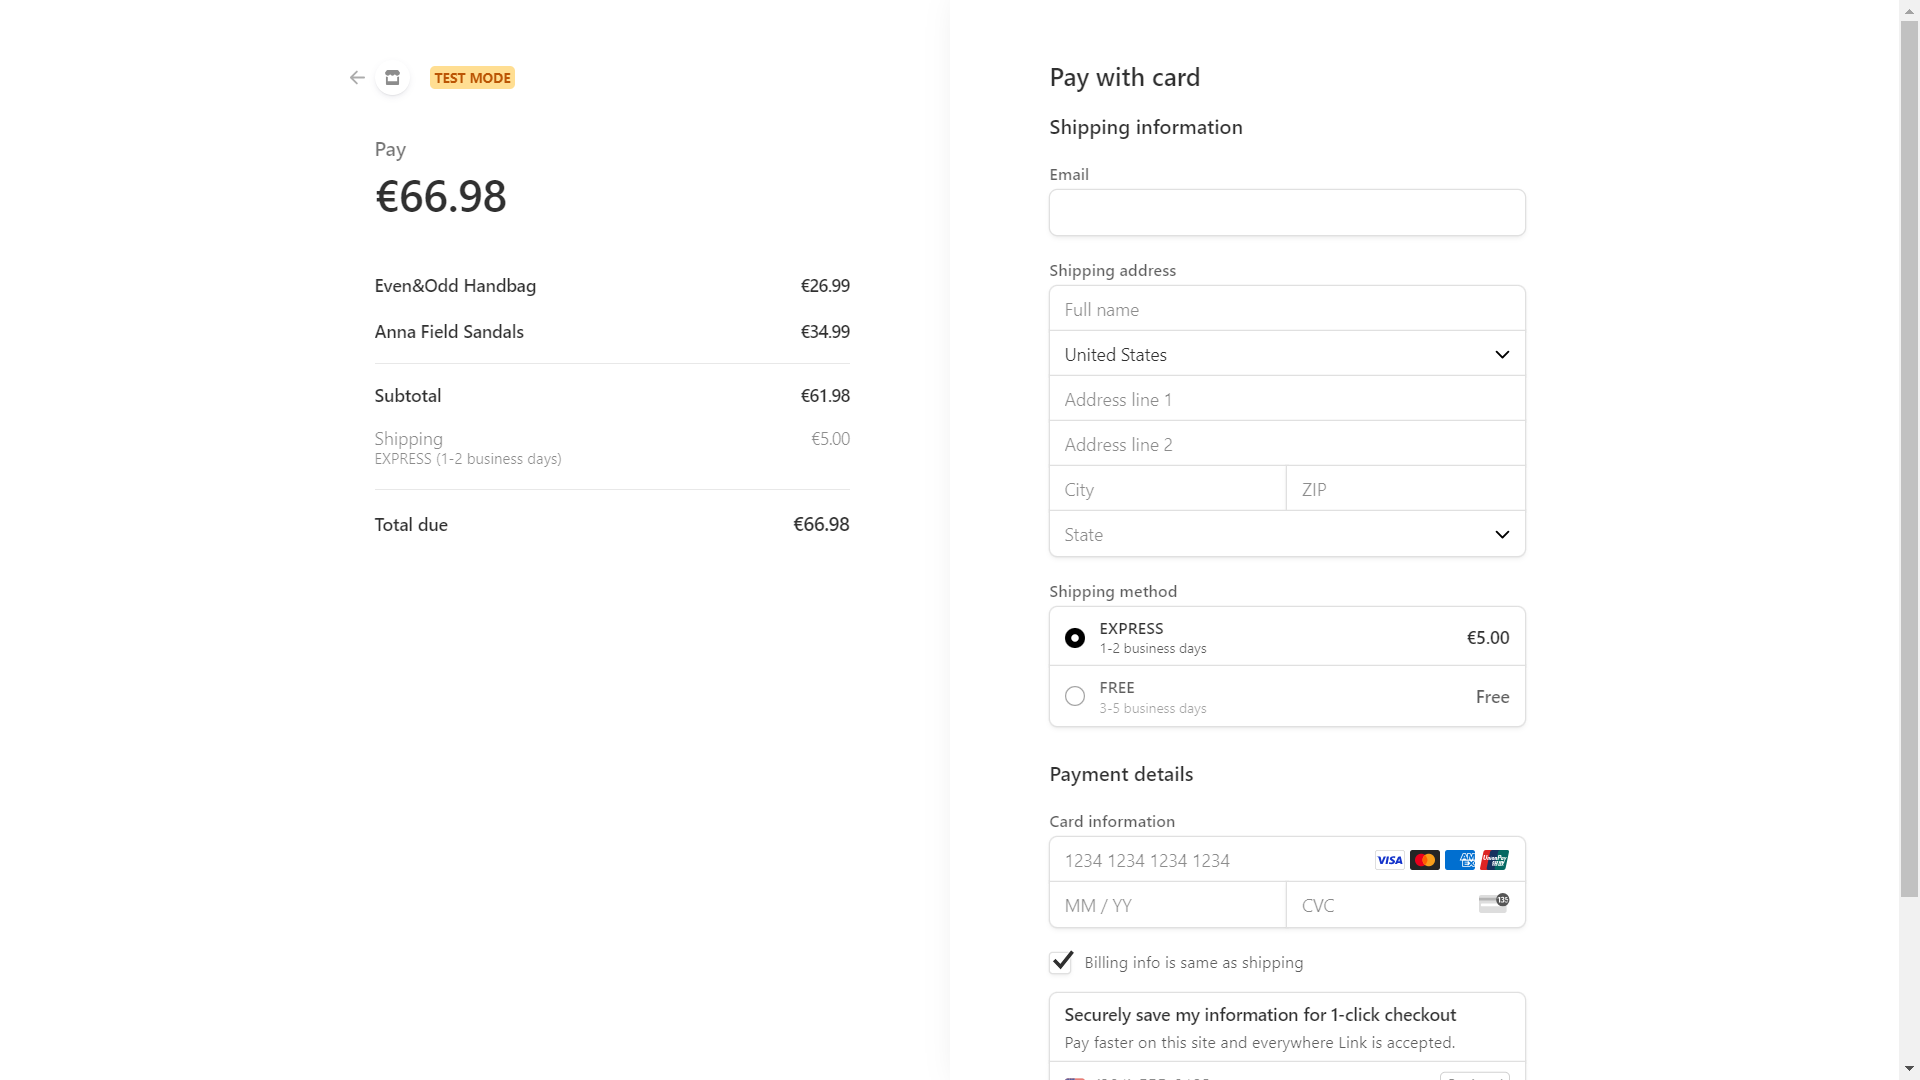 TEST MODE
Pay
€66.98
Even&Odd Handbag €26.99
Anna Field Sandals €34.99
Subtotal €61.98
Shipping €5.00
EXPRESS (1-2 business days)
Total due €66.98
Pay with card
Shipping information
Email
Shipping address
Full name
United States
Address line 1
Address line 2
City ZIP
State
Shipping method
EXPRESS
1-2 business days
€5.00
FREE
3-5 business days
Free
Payment details
Card information
1234 1234 1234 1234 VISA AM EX UnionPay
MM / YY CVC 135
Billing info is same as shipping
Securely save my information for 1-click checkout
Pay faster on this site and everywhere Link is accepted.